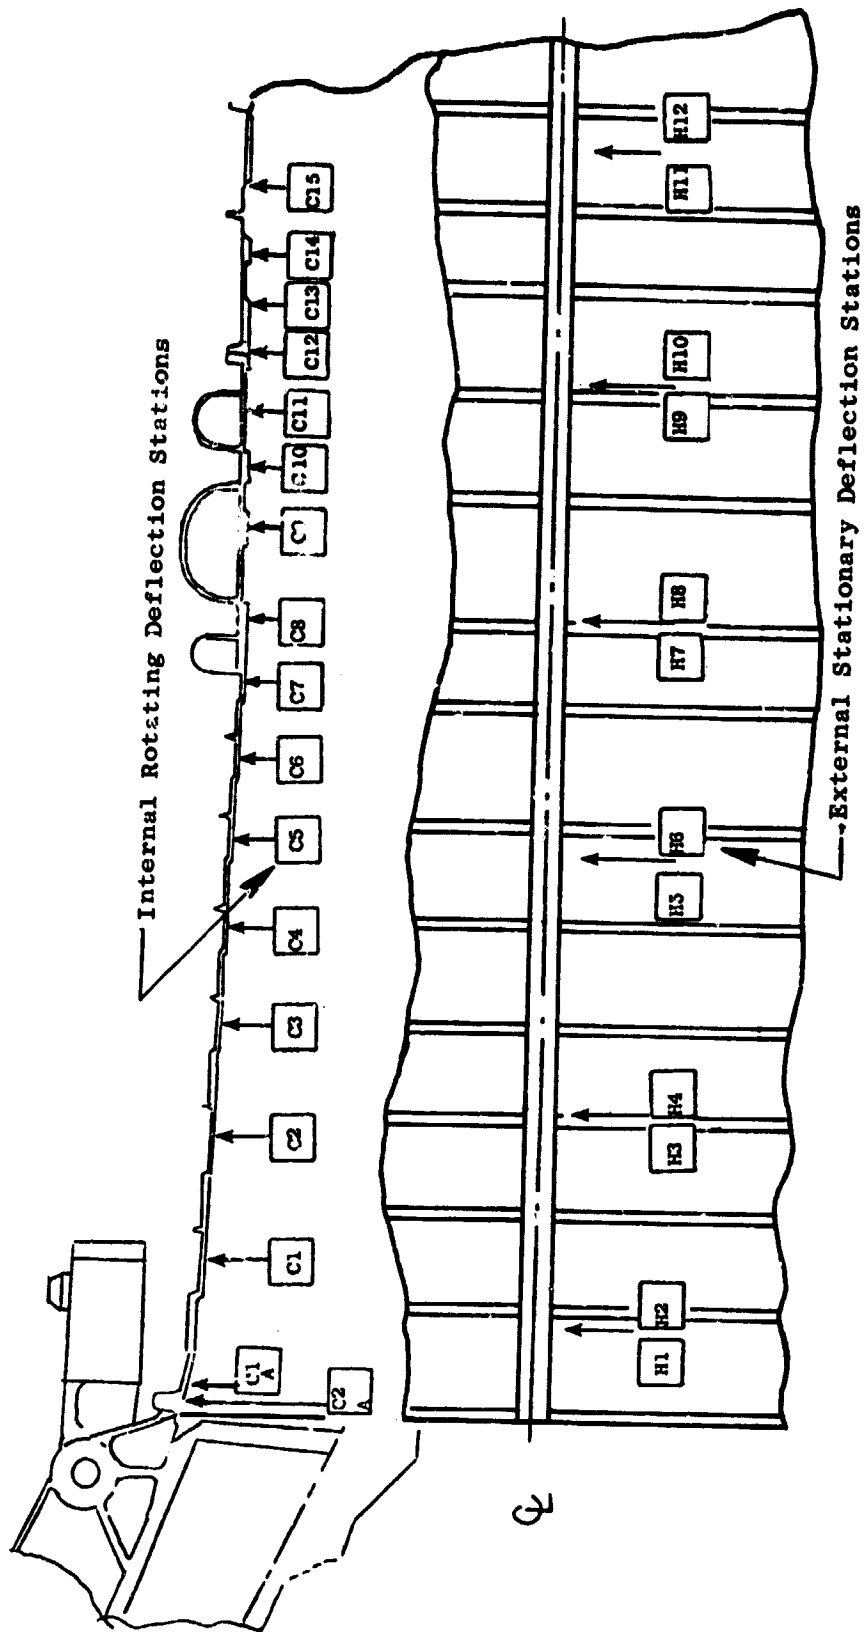 Internal Rotating Deflection Stations
C1
A
C2
A
C1
C2
C3
C4
C5
C6
C7
C8
C9
C10
C11
C12
C13
C14
C15
H1
H2
H3
H4
H5
H6
H7
H8
H9
H10
H11
H12
External Stationary Deflection Stations